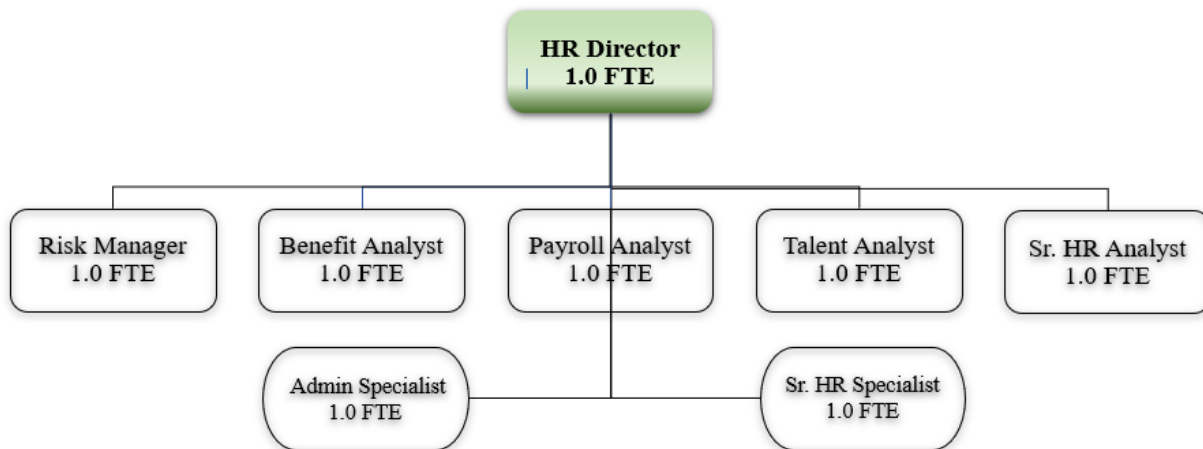 HR Director
1.0 FTE
Risk Manager
1.0 FTE
Benefit Analyst
1.0 FTE
Payroll Analyst
1.0 FTE
Talent Analyst
1.0 FTE
Sr. HR Analyst
1.0 FTE
Admin Specialist
1.0 FTE
Sr. HR Specialist
1.0 FTE